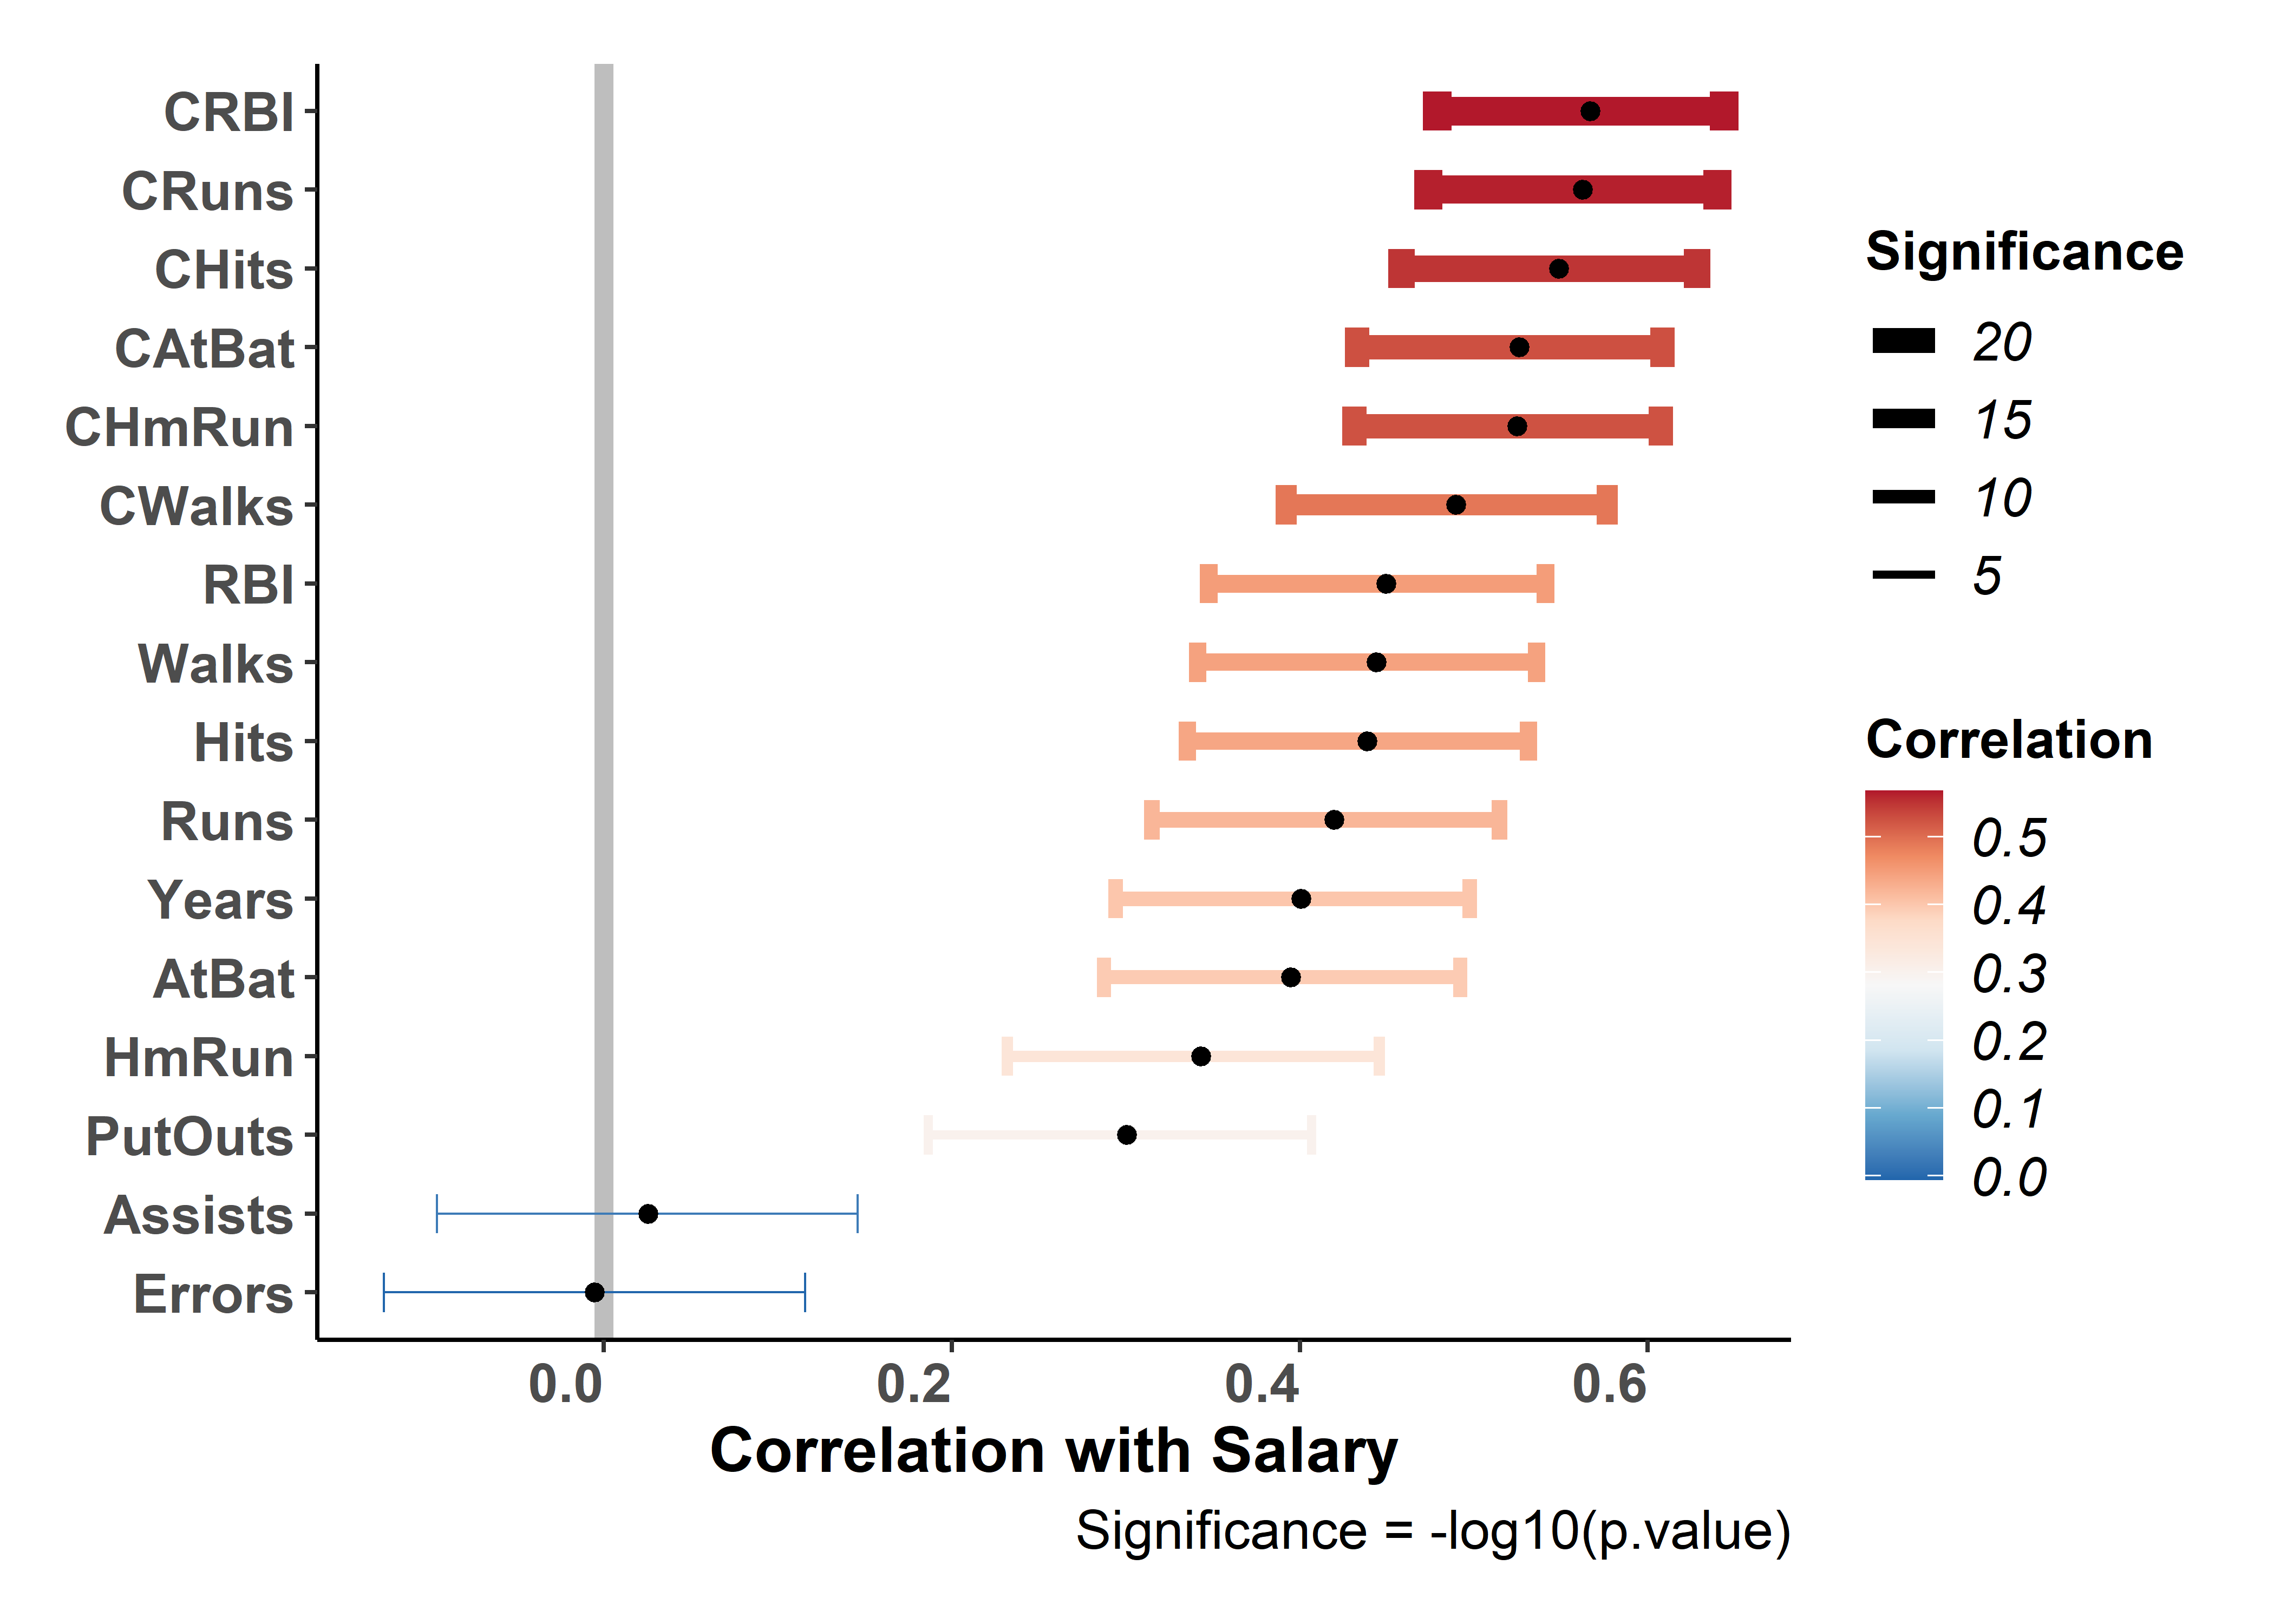 CRBI
CRuns
CHits
CAtBat
CHmRun
CWalks
RBI
Walks
Hits
Runs
Years
AtBat
HmRun
PutOuts
Assists
Errors
0.0 0.2 0.4 0.6
Correlation with Salary
Significance = -log10(p.value)
Significance
20
15
10
5
Correlation
0.5
0.4
0.3
0.2
0.1
0.0